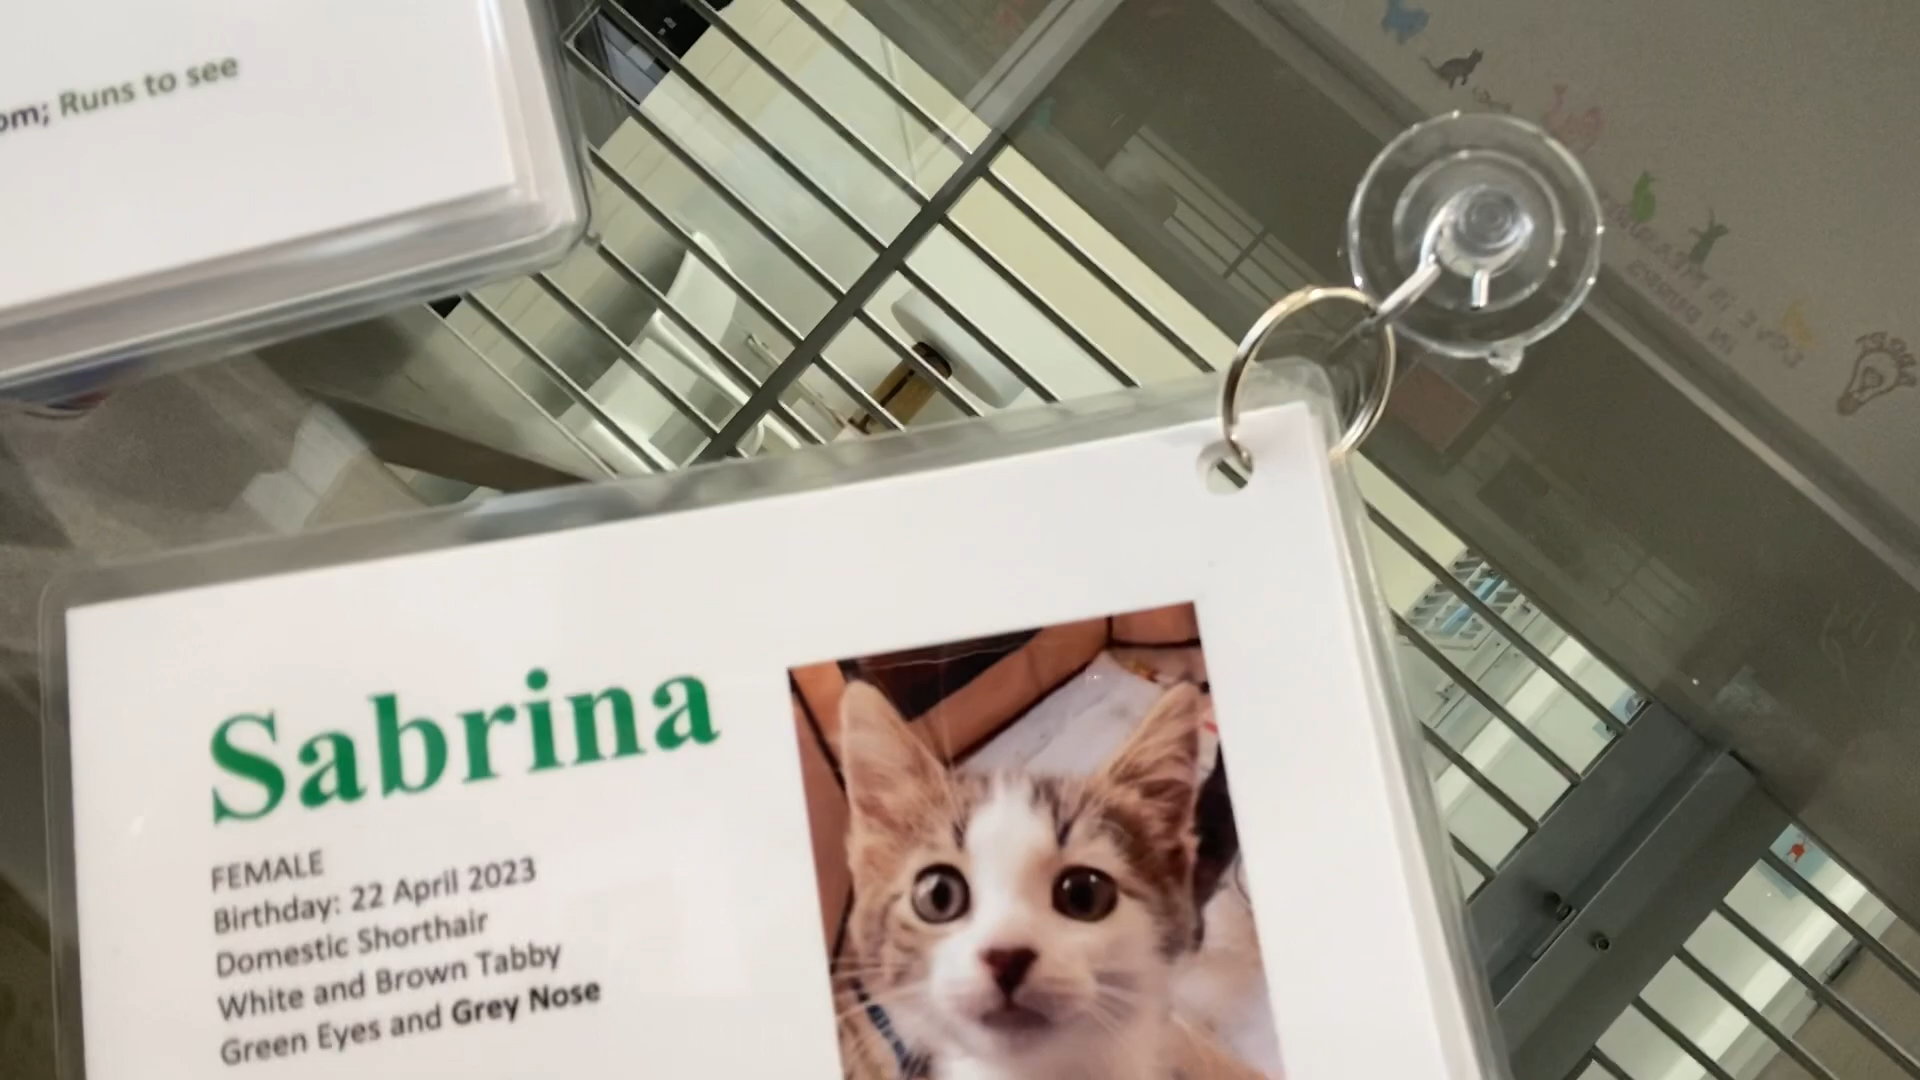 om; Runs to see
Sabrina
FEMALE
Birthday: 22 April 2023
Domestic Shorthair
White and Brown Tabby
Green Eyes and Grey Nose